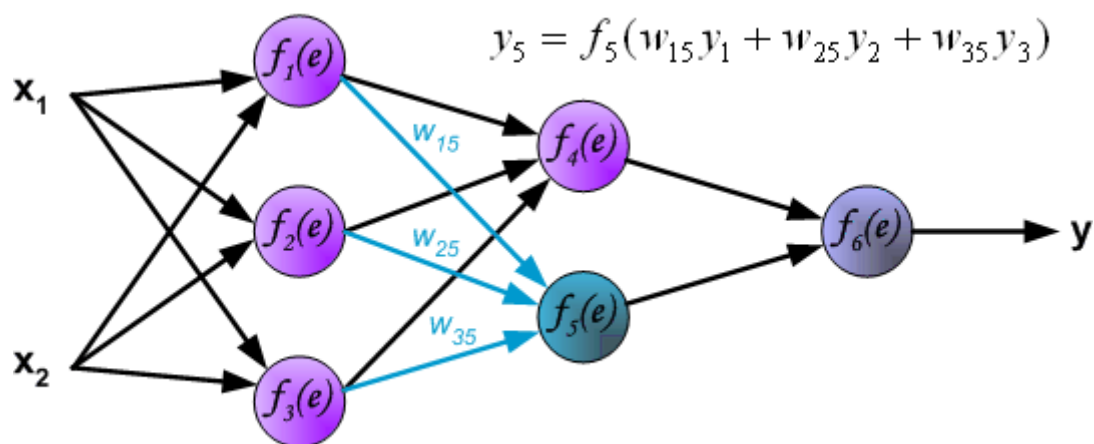 y₅ = f₅(w₁₅y₁ + w₂₅y₂ + w₃₅y₃)
f₁(e)
x₁
w₁₅
f₄(e)
f₂(e)
w₂₅
f₆(e)
y
f₅(e)
w₃₅
x₂
f₃(e)